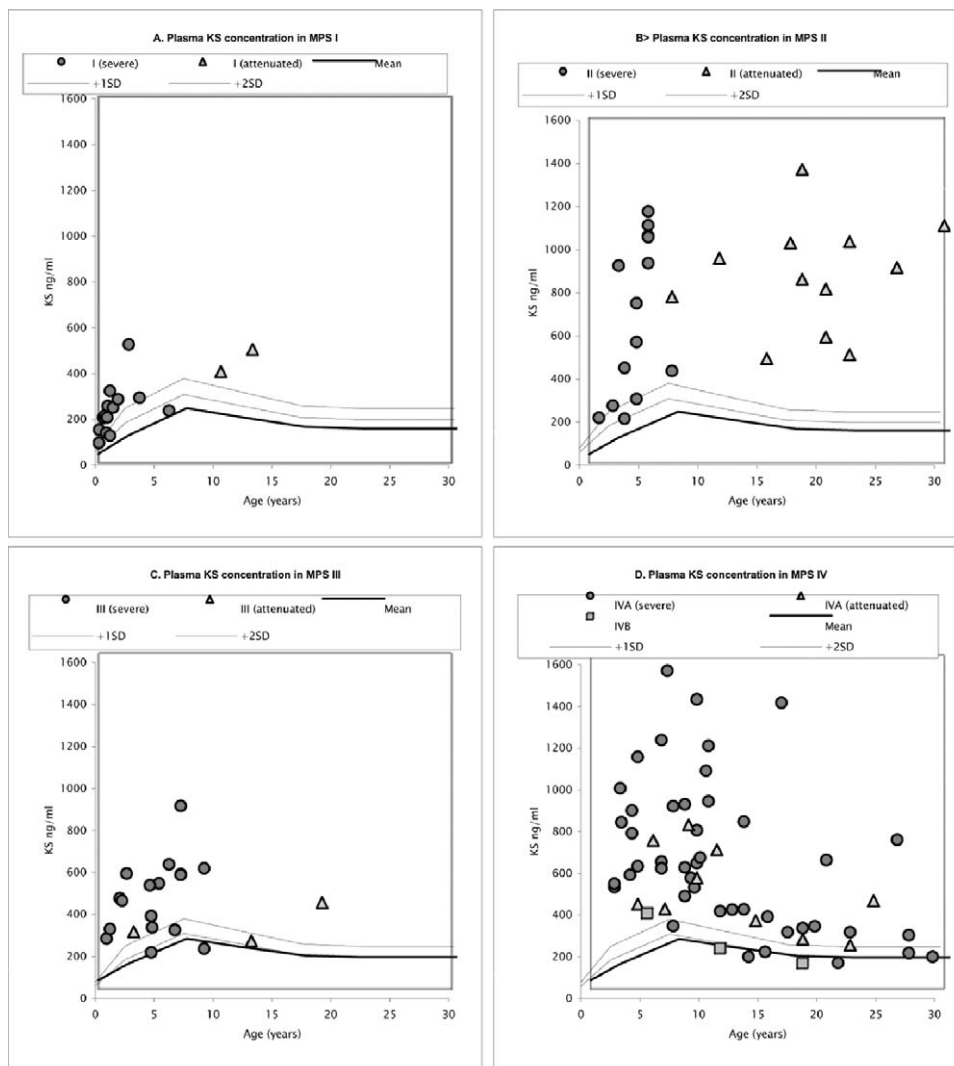 A. Plasma KS concentration in MPS I
I (severe) I (attenuated) Mean
+1SD +2SD
1600
1400
1200
1000
800
600
400
200
0
KS ng/ml
0 5 10 15 20 25 30
Age (years)
B> Plasma KS concentration in MPS II
II (severe) II (attenuated) Mean
+1SD +2SD
1600
1400
1200
1000
800
600
400
200
0
KS ng/ml
0 5 10 15 20 25 30
Age (years)
C. Plasma KS concentration in MPS III
III (severe) III (attenuated) Mean
+1SD +2SD
1600
1400
1200
1000
800
600
400
200
0
KS ng/ml
0 5 10 15 20 25 30
Age (years)
D. Plasma KS concentration in MPS IV
IVA (severe) IVA (attenuated)
IVB Mean
+1SD +2SD
1600
1400
1200
1000
800
600
400
200
0
KS ng/ml
0 5 10 15 20 25 30
Age (years)